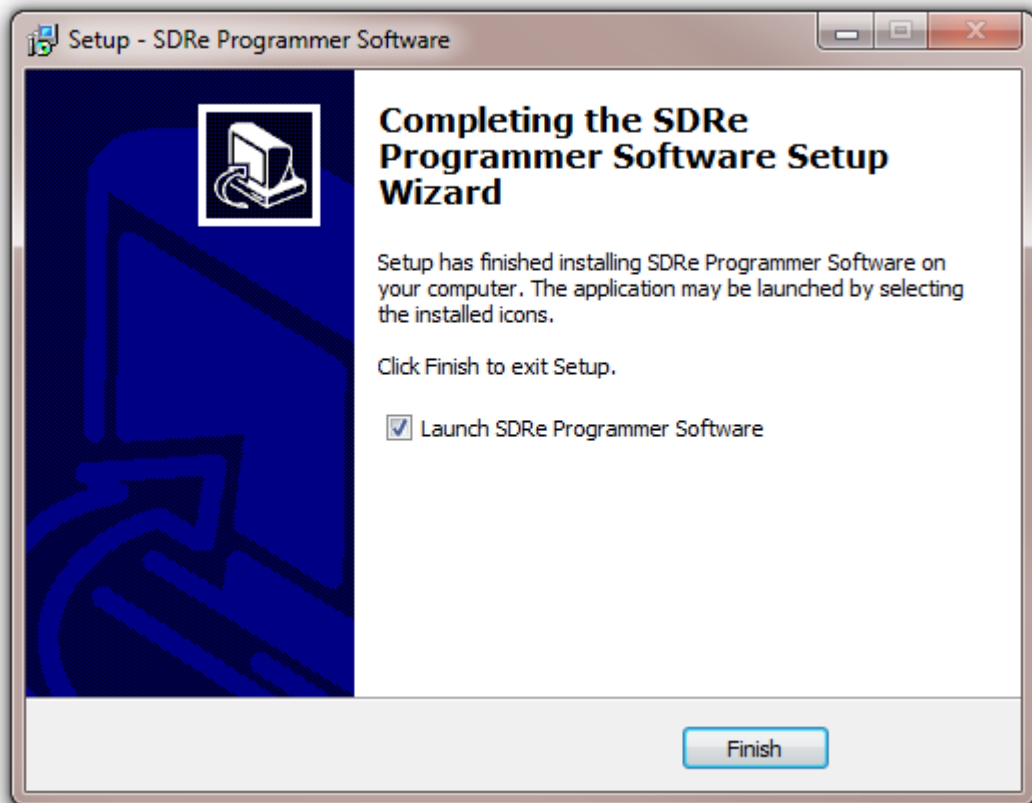 Setup - SDRe Programmer Software
Completing the SDRe
Programmer Software Setup
Wizard
Setup has finished installing SDRe Programmer Software on
your computer. The application may be launched by selecting
the installed icons.
Click Finish to exit Setup.
Launch SDRe Programmer Software
Finish